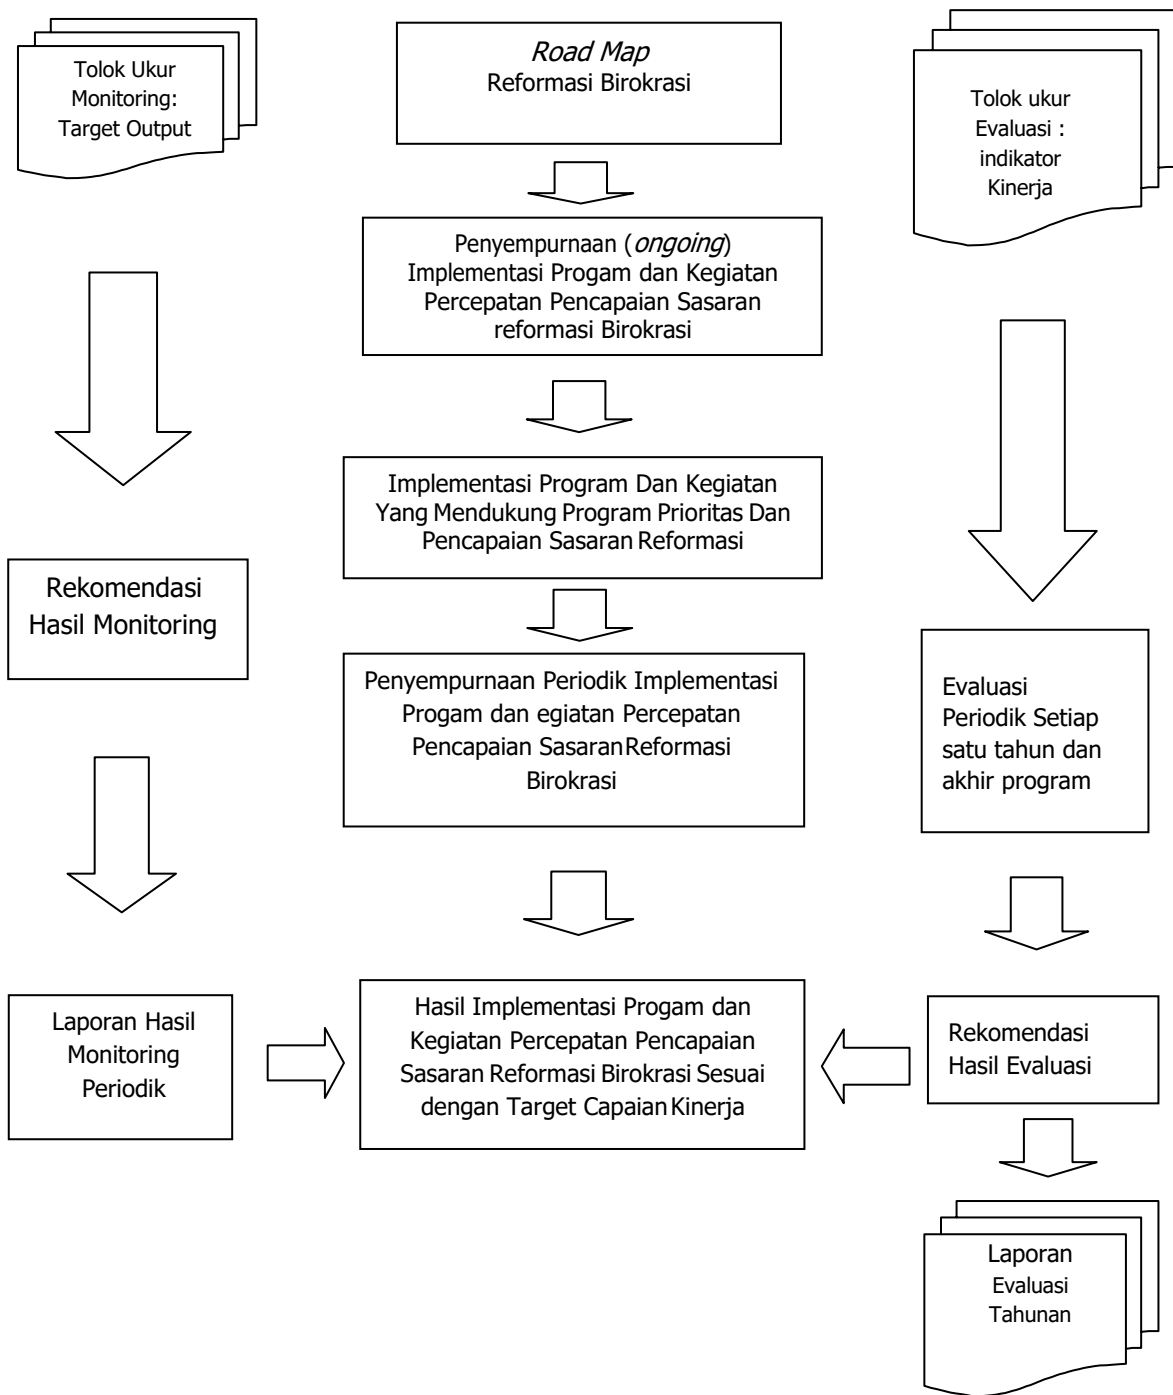 Tolok Ukur
Monitoring:
Target Output
Road Map
Reformasi Birokrasi
Tolok ukur
Evaluasi :
indikator
Kinerja
Penyempurnaan (ongoing)
Implementasi Progam dan Kegiatan
Percepatan Pencapaian Sasaran
reformasi Birokrasi
Implementasi Program Dan Kegiatan
Yang Mendukung Program Prioritas Dan
Pencapaian Sasaran Reformasi
Rekomendasi
Hasil Monitoring
Penyempurnaan Periodik Implementasi
Progam dan egiatan Percepatan
Pencapaian Sasaran Reformasi
Birokrasi
Evaluasi
Periodik Setiap
satu tahun dan
akhir program
Laporan Hasil
Monitoring
Periodik
Hasil Implementasi Progam dan
Kegiatan Percepatan Pencapaian
Sasaran Reformasi Birokrasi Sesuai
dengan Target Capaian Kinerja
Rekomendasi
Hasil Evaluasi
Laporan
Evaluasi
Tahunan